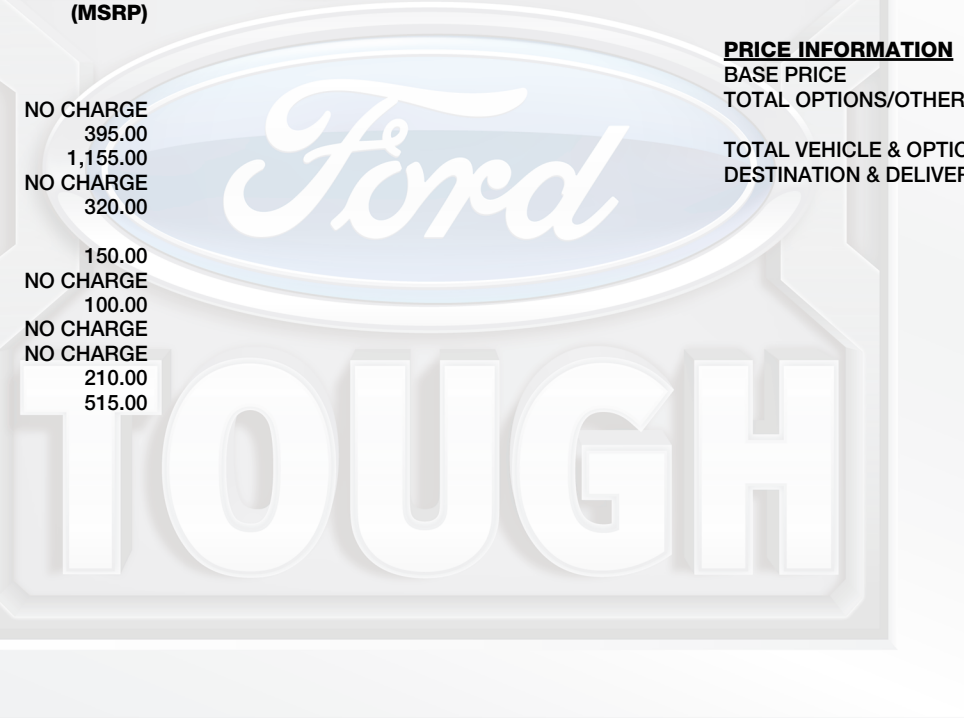 (MSRP)
NO CHARGE
395.00
1,155.00
NO CHARGE
320.00
150.00
NO CHARGE
100.00
NO CHARGE
NO CHARGE
210.00
515.00
PRICE INFORMATION
BASE PRICE
TOTAL OPTIONS/OTHER
TOTAL VEHICLE & OPTIO
DESTINATION & DELIVER
Ford
TOUGH